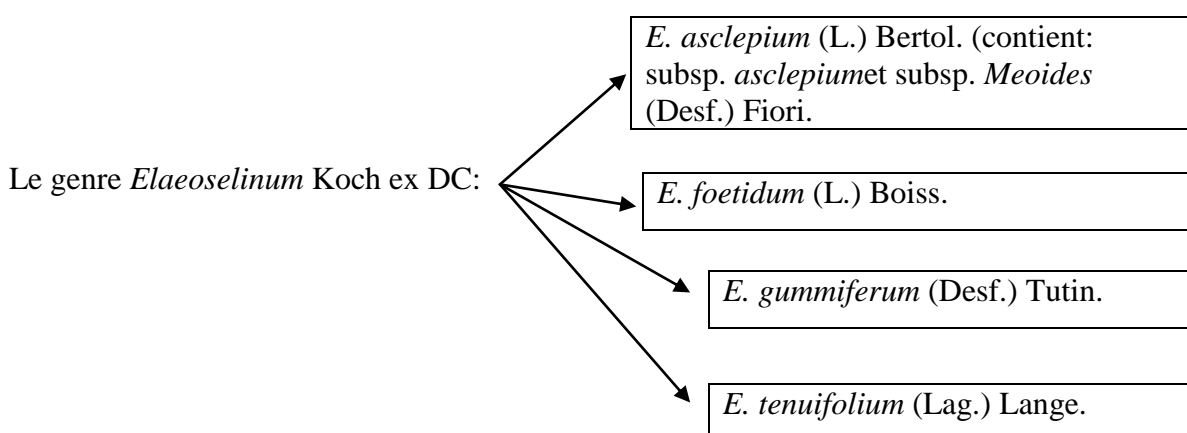 E. asclepium (L.) Bertol. (contient:
subsp. asclepiumet subsp. Meoides
(Desf.) Fiori.
Le genre Elaeoselinum Koch ex DC:
E. foetidum (L.) Boiss.
E. gummiferum (Desf.) Tutin.
E. tenuifolium (Lag.) Lange.